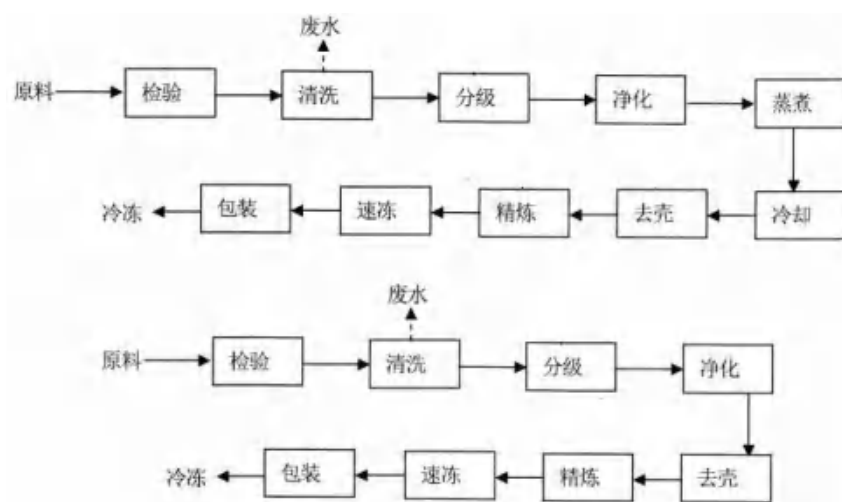 废水
原料 检验 清洗 分级 净化 蒸煮
冷冻 包装 速冻 精炼 去壳 冷却
废水
原料 检验 清洗 分级 净化
冷冻 包装 速冻 精炼 去壳